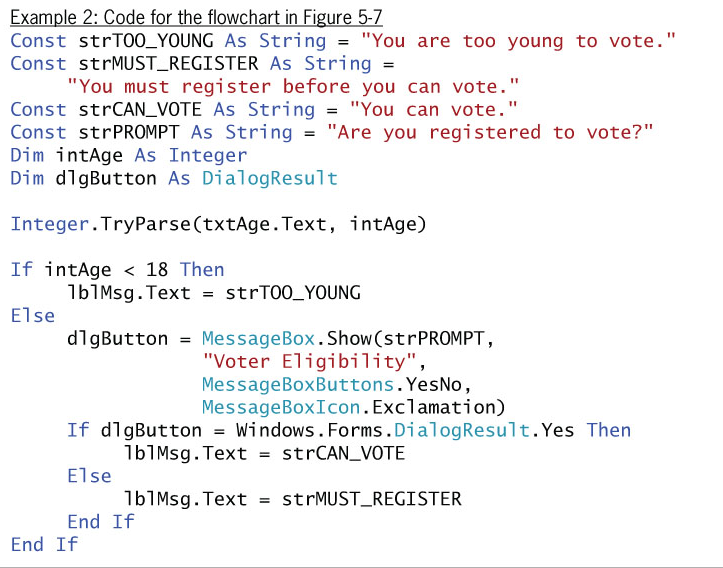 Example 2: Code for the flowchart in Figure 5-7
Const strTOO_YOUNG As String = "You are too young to vote."
Const strMUST_REGISTER As String =
"You must register before you can vote."
Const strCAN_VOTE As String = "You can vote."
Const strPROMPT As String = "Are you registered to vote?"
Dim intAge As Integer
Dim dlgButton As DialogResult
Integer.TryParse(txtAge.Text, intAge)
If intAge < 18 Then
lblMsg.Text = strTOO_YOUNG
Else
dlgButton = MessageBox.Show(strPROMPT,
"Voter Eligibility",
MessageBoxButtons.YesNo,
MessageBoxIcon.Exclamation)
If dlgButton = Windows.Forms.DialogResult.Yes Then
lblMsg.Text = strCAN_VOTE
Else
lblMsg.Text = strMUST_REGISTER
End If
End If